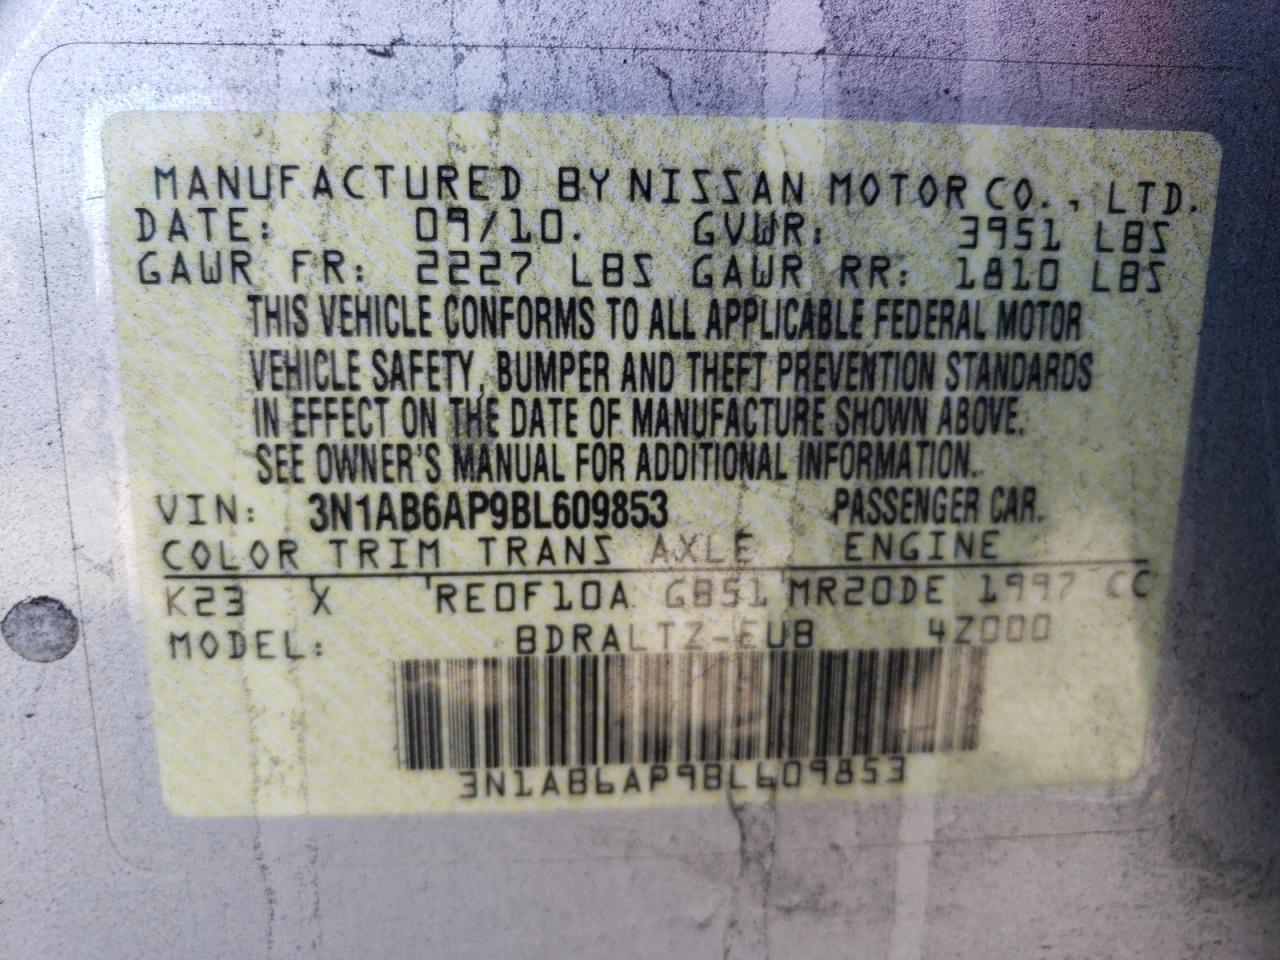 MANUFACTURED BY NISSAN MOTOR CO., LTD.
DATE: 09/10. GVWR: 3951 LBS
GAWR FR: 2227 LBS GAWR RR: 1810 LBS
THIS VEHICLE CONFORMS TO ALL APPLICABLE FEDERAL MOTOR
VEHICLE SAFETY, BUMPER AND THEFT PREVENTION STANDARDS
IN EFFECT ON THE DATE OF MANUFACTURE SHOWN ABOVE.
SEE OWNER'S MANUAL FOR ADDITIONAL INFORMATION.
VIN: 3N1AB6AP9BL609853 PASSENGER CAR.
COLOR TRIM TRANS AXLE ENGINE
K23 X RE0F10A GB51 MR20DE 1997 CC
MODEL: BDRALTZ-EUB 4Z000
3N1AB6AP9BL609853